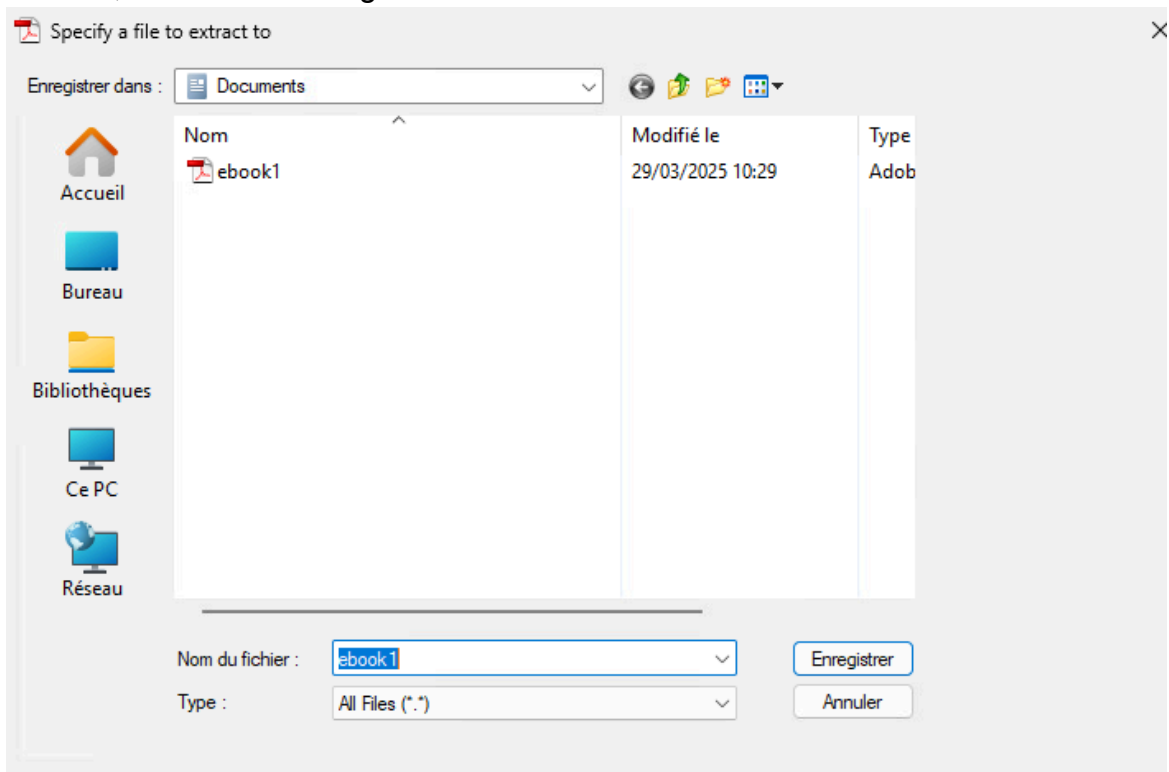 Specify a file to extract to
Enregistrer dans : Documents
Nom Modifié le Type
ebook1 29/03/2025 10:29 Adob
Accueil
Bureau
Bibliothèques
Ce PC
Réseau
Nom du fichier : ebook1 Enregistrer
Type : All Files (*.*) Annuler